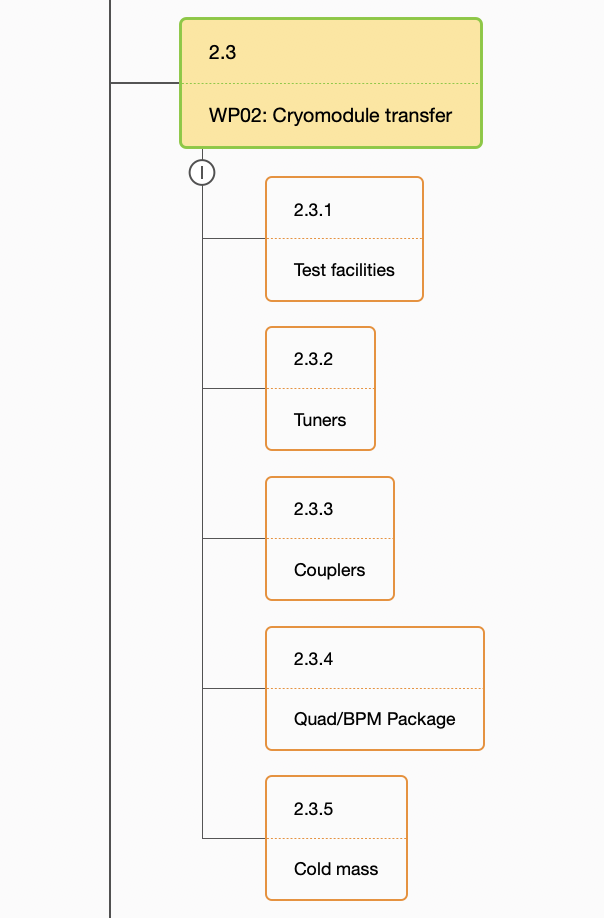 2.3
WP02: Cryomodule transfer
2.3.1
Test facilities
2.3.2
Tuners
2.3.3
Couplers
2.3.4
Quad/BPM Package
2.3.5
Cold mass